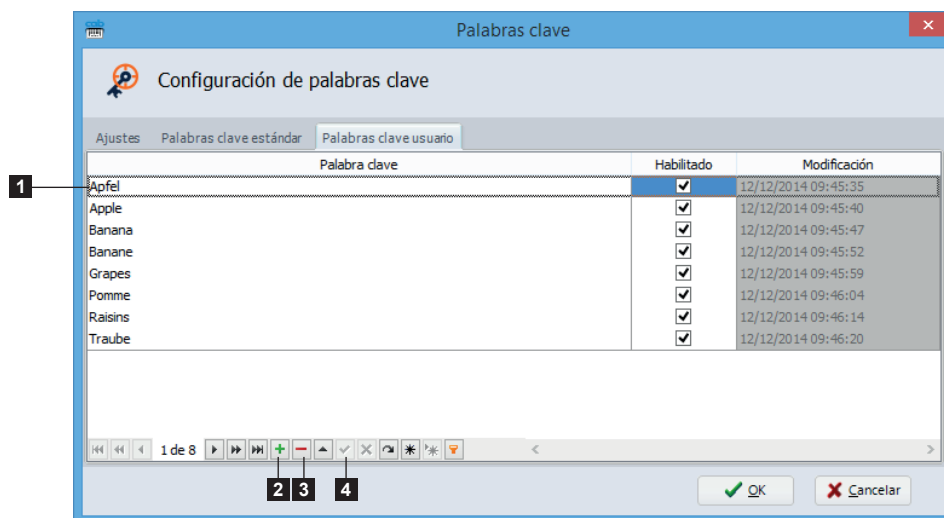 cab
Palabras clave
Configuración de palabras clave
Ajustes Palabras clave estándar Palabras clave usuario
Palabra clave Habilitado Modificación
1
Apfel 12/12/2014 09:45:35
Apple 12/12/2014 09:45:40
Banana 12/12/2014 09:45:47
Banane 12/12/2014 09:45:52
Grapes 12/12/2014 09:45:59
Pomme 12/12/2014 09:46:04
Raisins 12/12/2014 09:46:14
Traube 12/12/2014 09:46:20
1 de 8
2 3 4
OK Cancelar